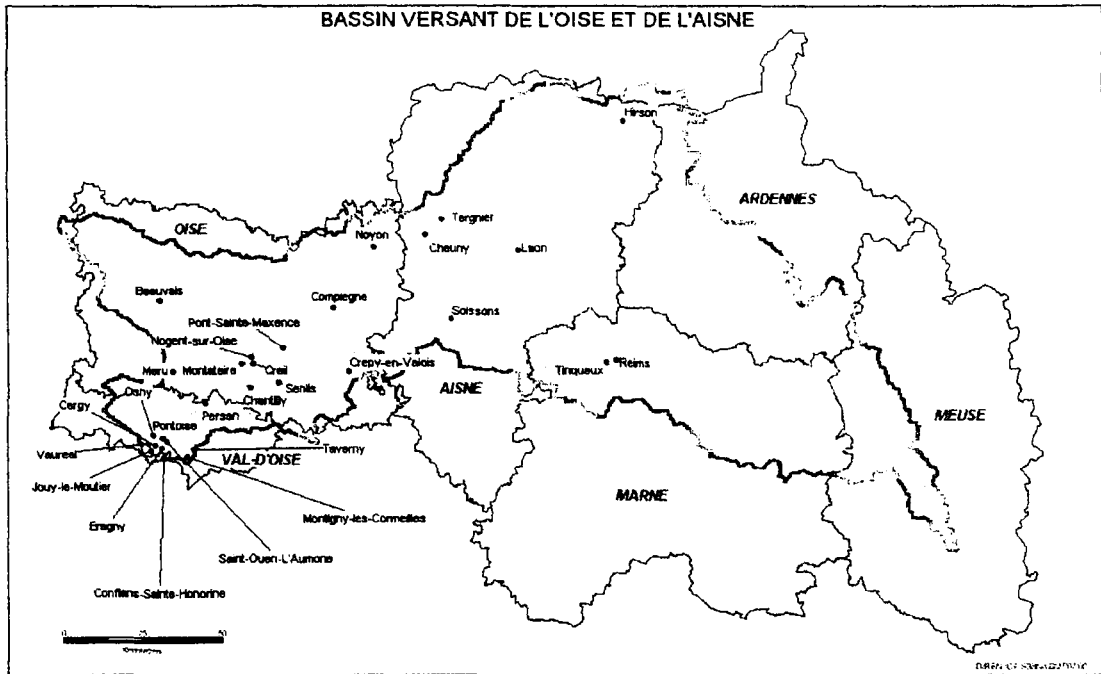 BASSIN VERSANT DE L'OISE ET DE L'AISNE
Hirson
ARDENNES
OISE
Tergnier
Noyon
Chauny
Laon
Beauvais
Compiegne
Soissons
Pont-Sainte-Maxence
Nogent-sur-Oise
Crepy-en-Valois
Reims
Meru
Montataire
Creil
Tinqueux
AISNE
Osny
Senlis
Chantilly
Cergy
Persan
MEUSE
Pontoise
Taverny
Vaureal
VAL-D'OISE
Jouy-le-Moutier
MARNE
Montigny-les-Cormeilles
Eragny
Saint-Ouen-L'Aumone
Conflans-Sainte-Honorine
0 25 50
Kilometres